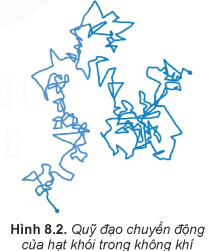 Hình 8.2. Quỹ đạo chuyển động
của hạt khói trong không khí